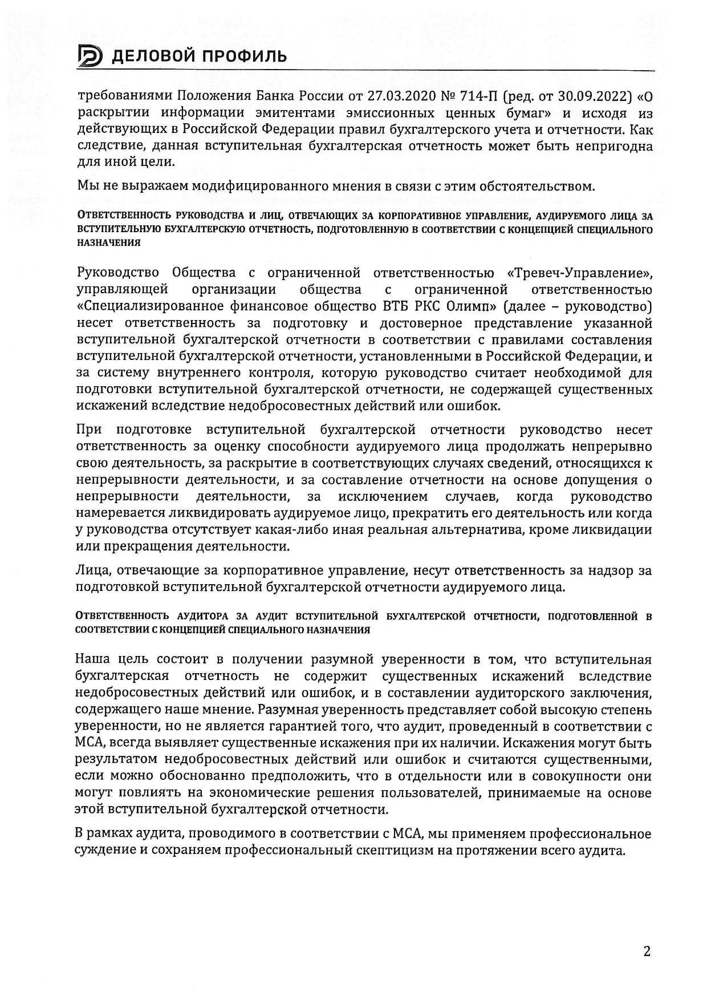 ДЕЛОВОЙ ПРОФИЛЬ
требованиями Положения Банка России от 27.03.2020 № 714-П (ред. от 30.09.2022) «О
раскрытии информации эмитентами эмиссионных ценных бумаг» и исходя из
действующих в Российской Федерации правил бухгалтерского учета и отчетности. Как
следствие, данная вступительная бухгалтерская отчетность может быть непригодна
для иной цели.
Мы не выражаем модифицированного мнения в связи с этим обстоятельством.
ОТВЕТСТВЕННОСТЬ РУКОВОДСТВА И ЛИЦ, ОТВЕЧАЮЩИХ ЗА КОРПОРАТИВНОЕ УПРАВЛЕНИЕ, АУДИРУЕМОГО ЛИЦА ЗА
ВСТУПИТЕЛЬНУЮ БУХГАЛТЕРСКУЮ ОТЧЕТНОСТЬ, ПОДГОТОВЛЕННУЮ В СООТВЕТСТВИИ С КОНЦЕПЦИЕЙ СПЕЦИАЛЬНОГО
НАЗНАЧЕНИЯ
Руководство Общества с ограниченной ответственностью «Тревеч-Управление»,
управляющей организации общества с ограниченной ответственностью
«Специализированное финансовое общество ВТБ РКС Олимп» (далее – руководство)
несет ответственность за подготовку и достоверное представление указанной
вступительной бухгалтерской отчетности в соответствии с правилами составления
вступительной бухгалтерской отчетности, установленными в Российской Федерации, и
за систему внутреннего контроля, которую руководство считает необходимой для
подготовки вступительной бухгалтерской отчетности, не содержащей существенных
искажений вследствие недобросовестных действий или ошибок.
При подготовке вступительной бухгалтерской отчетности руководство несет
ответственность за оценку способности аудируемого лица продолжать непрерывно
свою деятельность, за раскрытие в соответствующих случаях сведений, относящихся к
непрерывности деятельности, и за составление отчетности на основе допущения о
непрерывности деятельности, за исключением случаев, когда руководство
намеревается ликвидировать аудируемое лицо, прекратить его деятельность или когда
у руководства отсутствует какая-либо иная реальная альтернатива, кроме ликвидации
или прекращения деятельности.
Лица, отвечающие за корпоративное управление, несут ответственность за надзор за
подготовкой вступительной бухгалтерской отчетности аудируемого лица.
ОТВЕТСТВЕННОСТЬ АУДИТОРА ЗА АУДИТ ВСТУПИТЕЛЬНОЙ БУХГАЛТЕРСКОЙ ОТЧЕТНОСТИ, ПОДГОТОВЛЕННОЙ В
СООТВЕТСТВИИ С КОНЦЕПЦИЕЙ СПЕЦИАЛЬНОГО НАЗНАЧЕНИЯ
Наша цель состоит в получении разумной уверенности в том, что вступительная
бухгалтерская отчетность не содержит существенных искажений вследствие
недобросовестных действий или ошибок, и в составлении аудиторского заключения,
содержащего наше мнение. Разумная уверенность представляет собой высокую степень
уверенности, но не является гарантией того, что аудит, проведенный в соответствии с
МСА, всегда выявляет существенные искажения при их наличии. Искажения могут быть
результатом недобросовестных действий или ошибок и считаются существенными,
если можно обоснованно предположить, что в отдельности или в совокупности они
могут повлиять на экономические решения пользователей, принимаемые на основе
этой вступительной бухгалтерской отчетности.
В рамках аудита, проводимого в соответствии с МСА, мы применяем профессиональное
суждение и сохраняем профессиональный скептицизм на протяжении всего аудита.
2